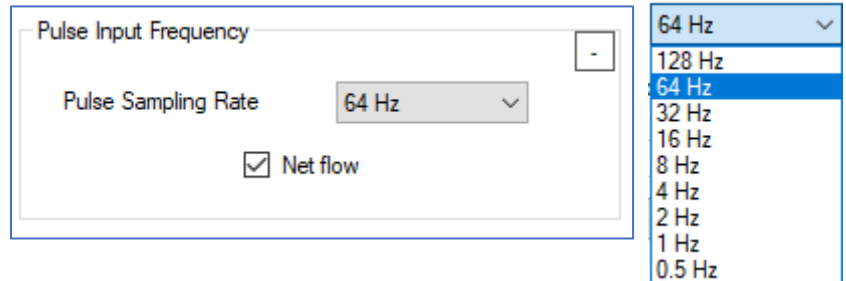 Pulse Input Frequency
-
Pulse Sampling Rate
64 Hz
Net flow
64 Hz
128 Hz
64 Hz
32 Hz
16 Hz
8 Hz
4 Hz
2 Hz
1 Hz
0.5 Hz